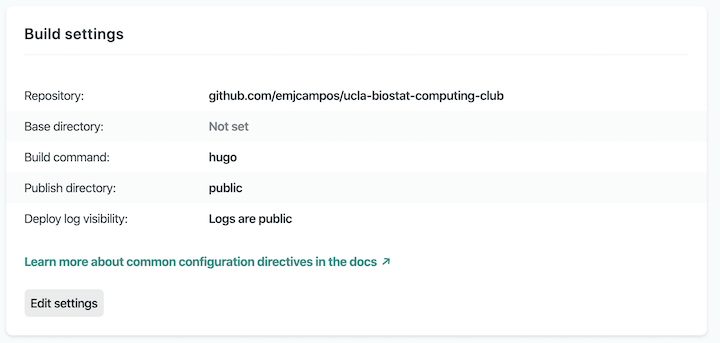 Build settings
Repository: github.com/emjcampos/ucla-biostat-computing-club
Base directory: Not set
Build command: hugo
Publish directory: public
Deploy log visibility: Logs are public
Learn more about common configuration directives in the docs ↗
Edit settings